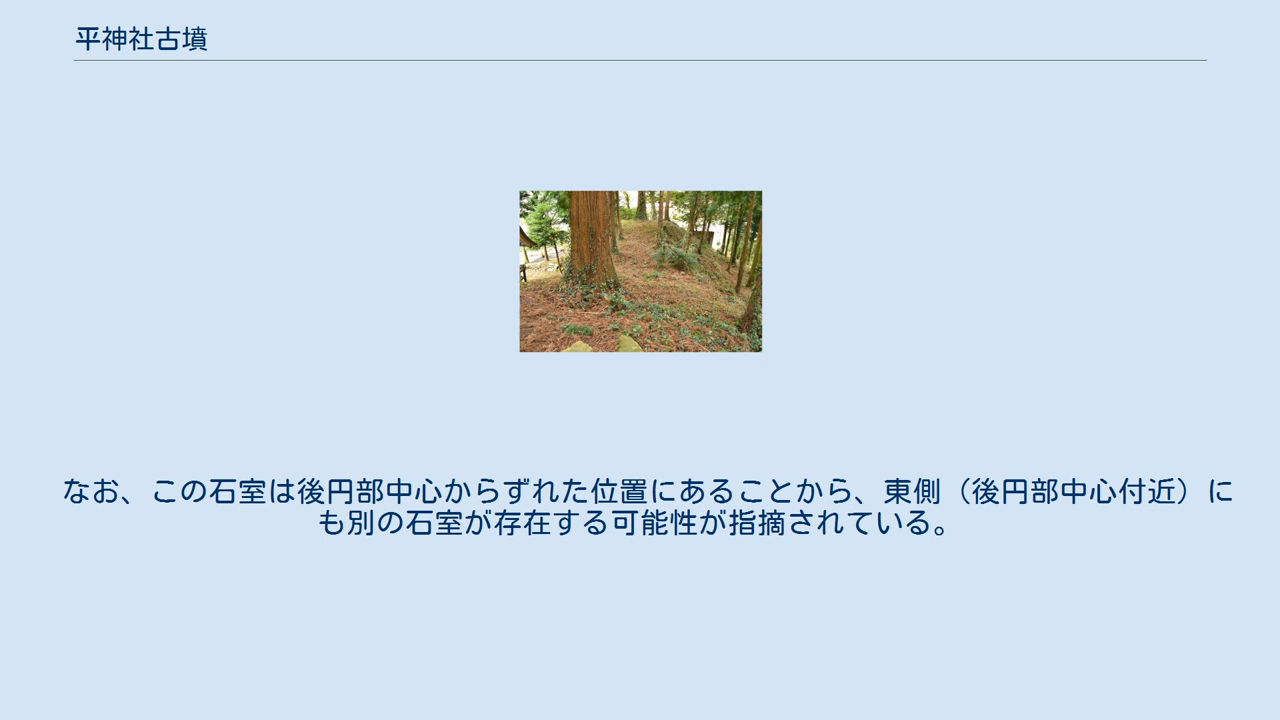 平神社古墳
なお、この石室は後円部中心からずれた位置にあることから、東側（後円部中心付近）に
も別の石室が存在する可能性が指摘されている。